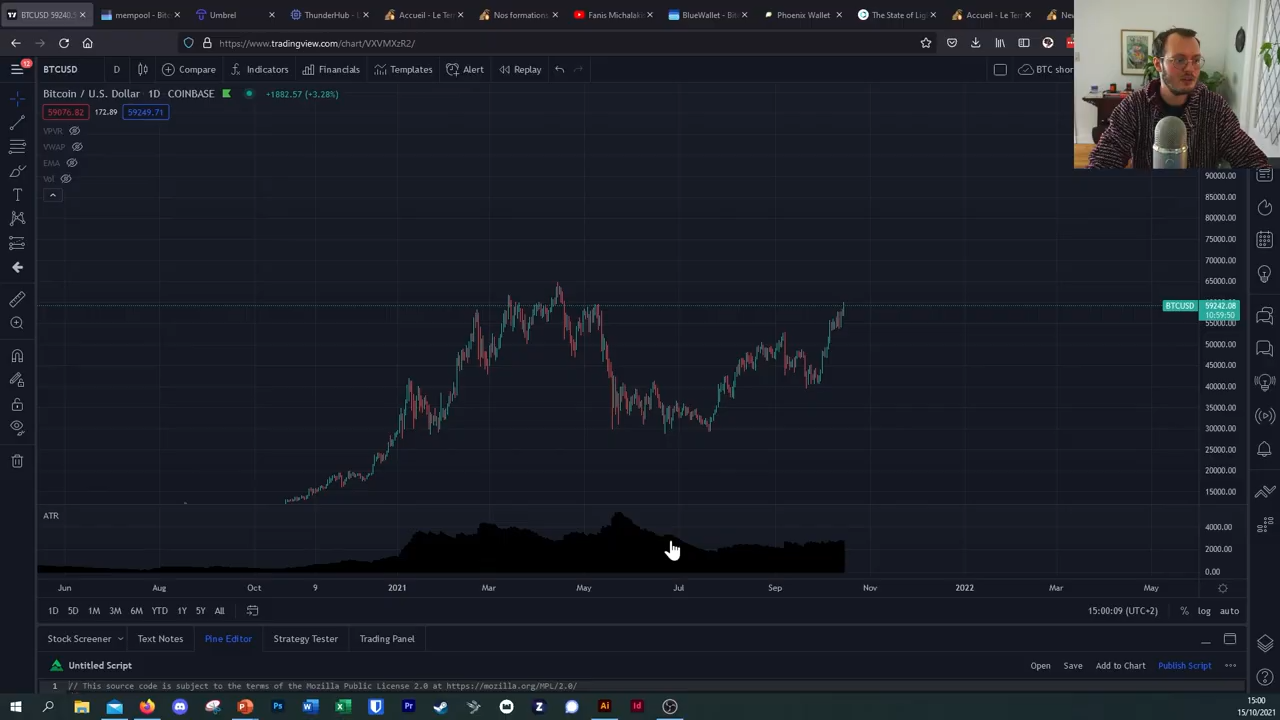 BTCUSD 59240.5
mempool - Bitc
Umbrel
ThunderHub - L
Accueil - Le Ter
Nos formations
Fanis Michalaki
BlueWallet - Bit
Phoenix Wallet
The State of Lig
Accueil - Le Ter
New
https://www.tradingview.com/chart/VXVMXzR2/
12
BTCUSD
D
Compare
Indicators
Financials
Templates
Alert
Replay
BTC shor
Bitcoin / U.S. Dollar 1D COINBASE +1882.57 (+3.28%)
59076.82 172.89 59249.71
VPVR
VWAP
EMA
Vol
90000.00
85000.00
80000.00
75000.00
70000.00
65000.00
BTCUSD 59242.08
10:59:50
55000.00
50000.00
45000.00
40000.00
35000.00
30000.00
25000.00
20000.00
15000.00
ATR
4000.00
2000.00
0.00
Jun Aug Oct 9 2021 Mar May Jul Sep Nov 2022 Mar May
1D 5D 1M 3M 6M YTD 1Y 5Y All
15:00:09 (UTC+2) % log auto
Stock Screener Text Notes Pine Editor Strategy Tester Trading Panel
Untitled Script
Open Save Add to Chart Publish Script
1 // This source code is subject to the terms of the Mozilla Public License 2.0 at https://mozilla.org/MPL/2.0/
15:00
15/10/2021